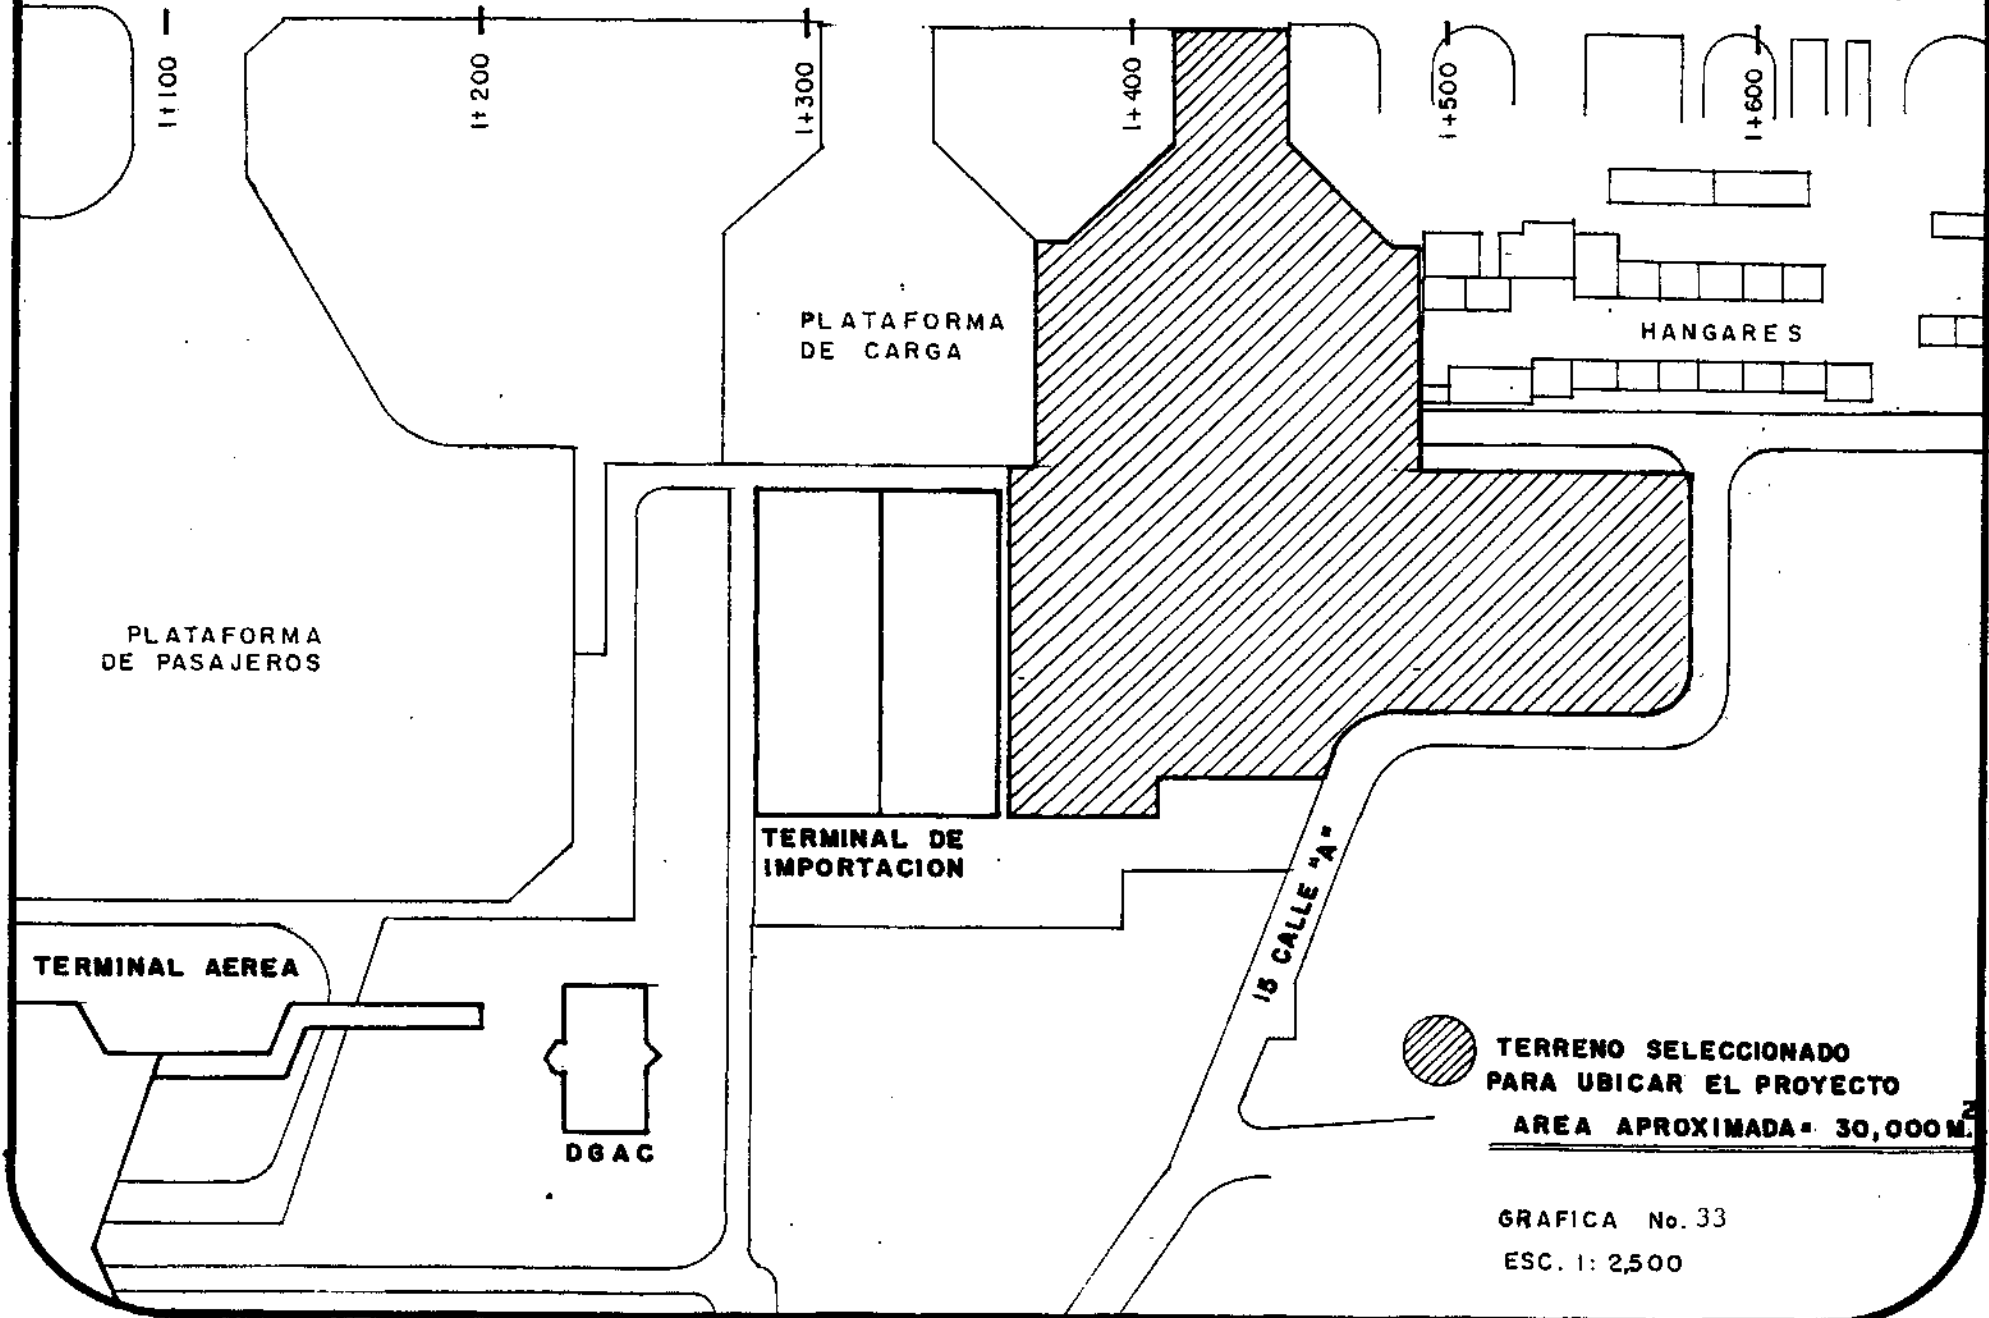 1+100
1+200
1+300
1+400
1+500
1+600
PLATAFORMA
DE CARGA
HANGARES
PLATAFORMA
DE PASAJEROS
TERMINAL DE
IMPORTACION
15 CALLE "A"
TERMINAL AEREA
DGAC
TERRENO SELECCIONADO
PARA UBICAR EL PROYECTO
AREA APROXIMADA= 30,000 M.²
GRAFICA No. 33
ESC. 1: 2,500